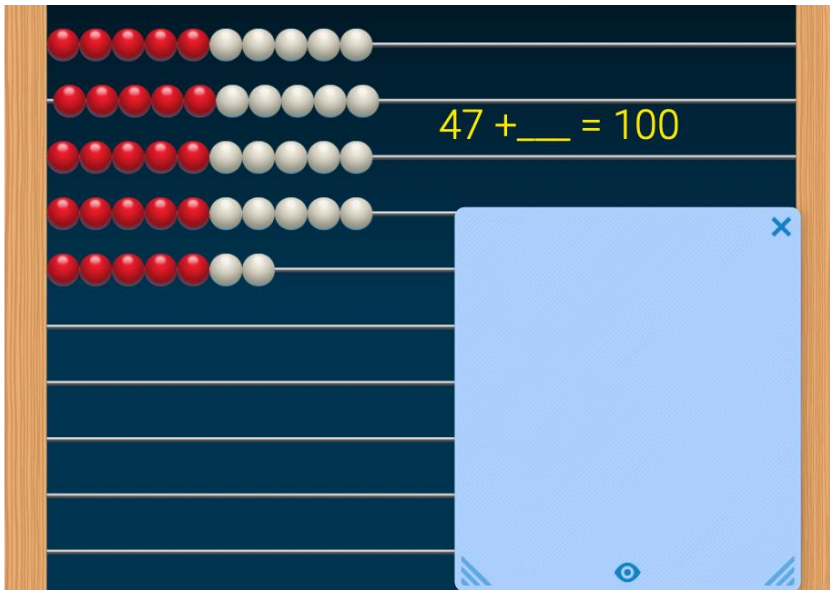 47 +___ = 100